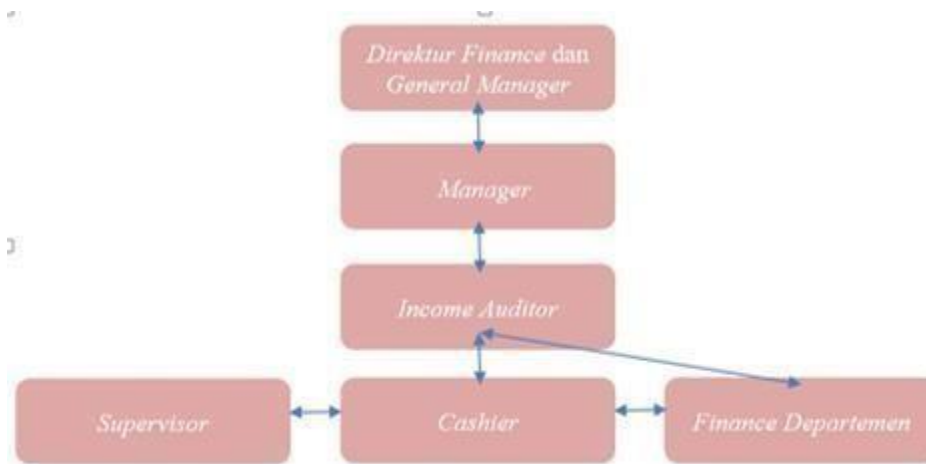 Direktur Finance dan
General Manager
Manager
Income Auditor
Supervisor
Cashier
Finance Departemen